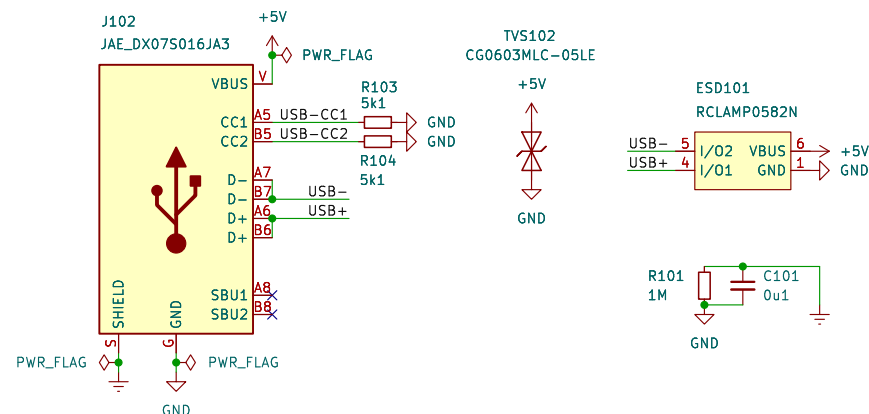 J102
JAE_DX07S016JA3
+5V
PWR_FLAG
VBUS V
CC1 A5 USB-CC1
CC2 B5 USB-CC2
R103
5k1
GND
GND
R104
5k1
D- A7
D- B7 USB-
D+ A6 USB+
D+ B6
SBU1 A8
SBU2 B8
SHIELD
GND
S
G
PWR_FLAG
PWR_FLAG
GND
TVS102
CG0603MLC-05LE
+5V
GND
ESD101
RCLAMP0582N
USB- 5 I/O2 VBUS 6 +5V
USB+ 4 I/O1 GND 1 GND
R101
1M
C101
0u1
GND